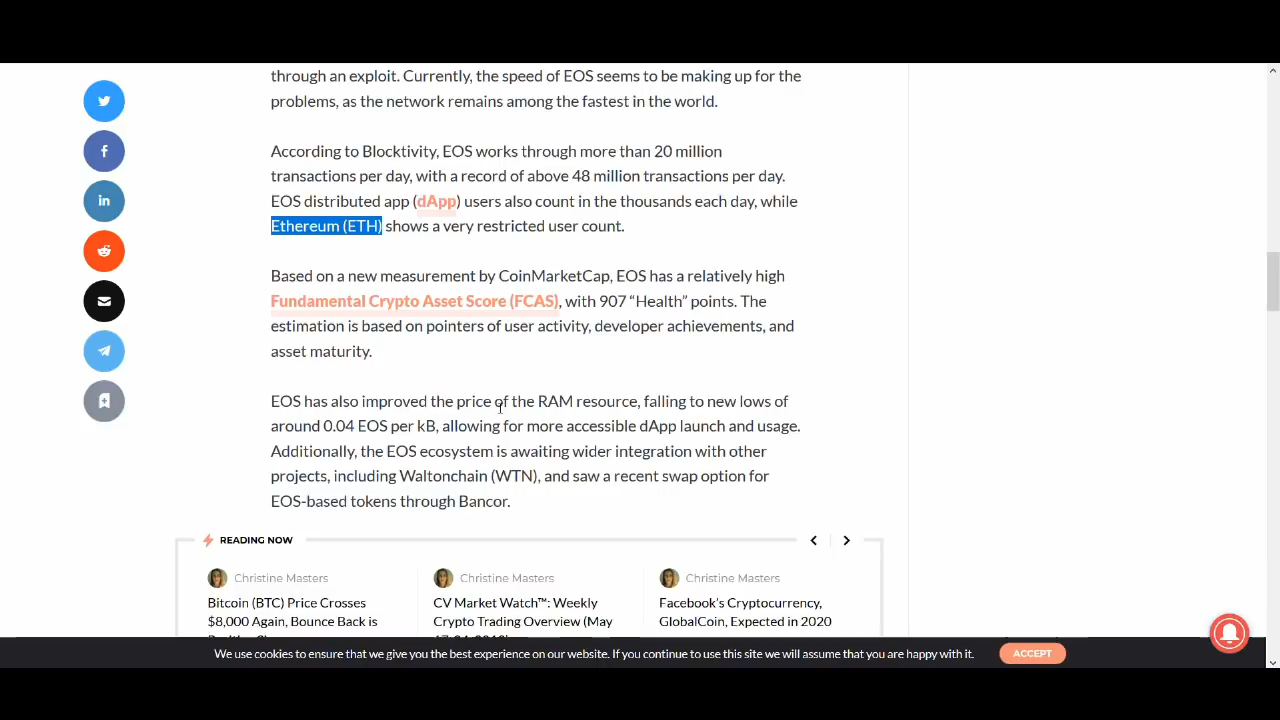 through an exploit. Currently, the speed of EOS seems to be making up for the
problems, as the network remains among the fastest in the world.
According to Blocktivity, EOS works through more than 20 million
transactions per day, with a record of above 48 million transactions per day.
EOS distributed app (dApp) users also count in the thousands each day, while
Ethereum (ETH) shows a very restricted user count.
Based on a new measurement by CoinMarketCap, EOS has a relatively high
Fundamental Crypto Asset Score (FCAS), with 907 “Health” points. The
estimation is based on pointers of user activity, developer achievements, and
asset maturity.
EOS has also improved the price of the RAM resource, falling to new lows of
around 0.04 EOS per kB, allowing for more accessible dApp launch and usage.
Additionally, the EOS ecosystem is awaiting wider integration with other
projects, including Waltonchain (WTN), and saw a recent swap option for
EOS-based tokens through Bancor.
READING NOW
Christine Masters
Bitcoin (BTC) Price Crosses
$8,000 Again, Bounce Back is
Christine Masters
CV Market Watch™: Weekly
Crypto Trading Overview (May
Christine Masters
Facebook’s Cryptocurrency,
GlobalCoin, Expected in 2020
We use cookies to ensure that we give you the best experience on our website. If you continue to use this site we will assume that you are happy with it.
ACCEPT